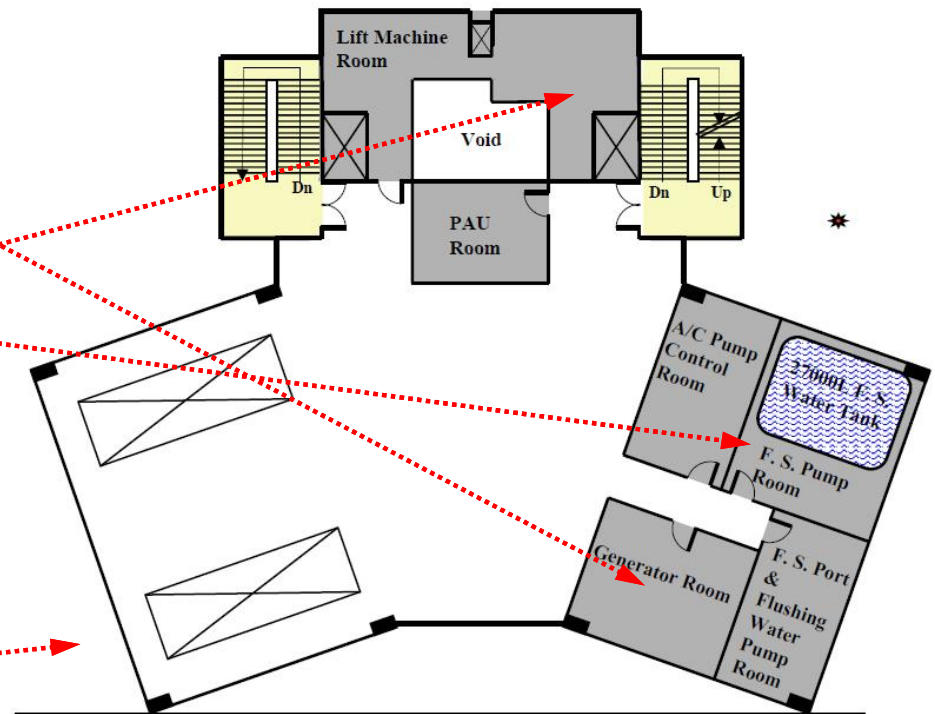 Lift Machine
Room
Void
Dn
Dn
Up
PAU
Room
A/C Pump
Control
Room
27000L F. S.
Water Tank
F. S. Pump
Room
Generator Room
F. S. Port
&
Flushing
Water
Pump
Room